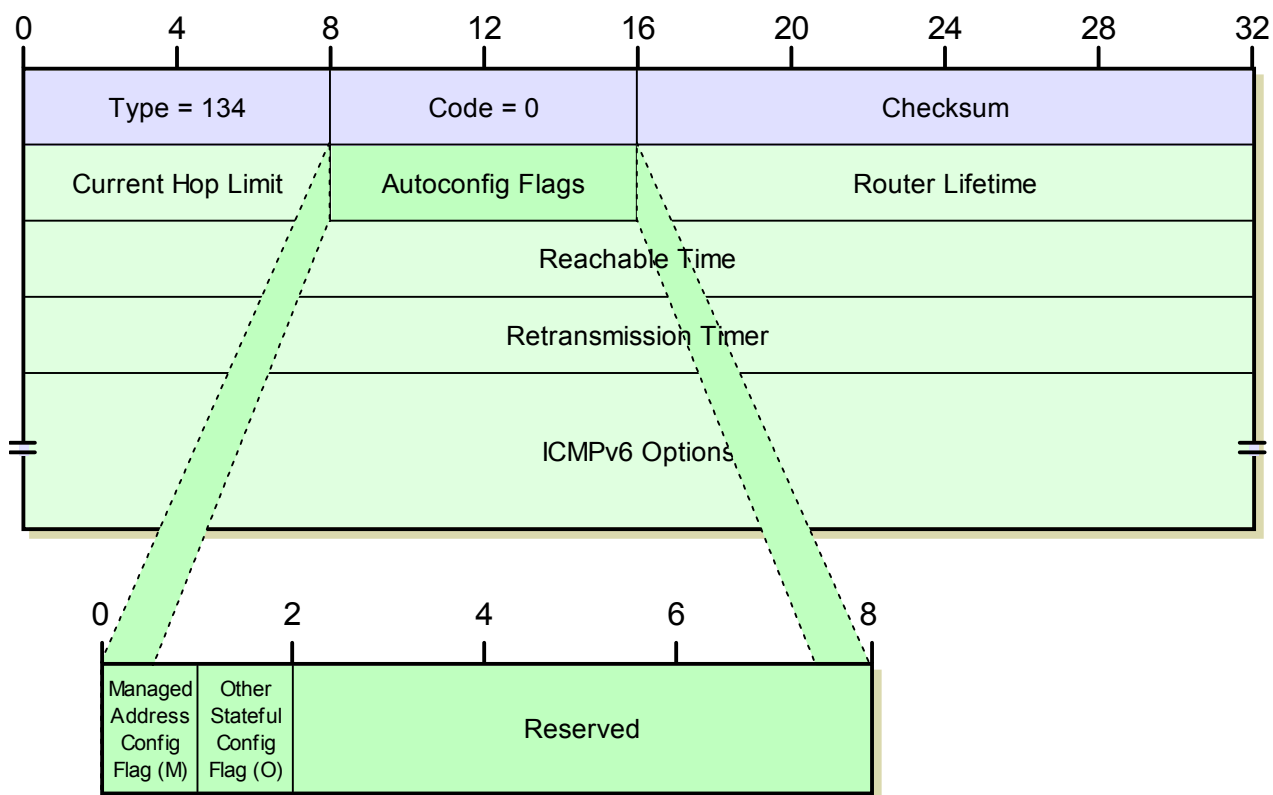 0 4 8 12 16 20 24 28 32
Type = 134 Code = 0 Checksum
Current Hop Limit Autoconfig Flags Router Lifetime
Reachable Time
Retransmission Timer
ICMPv6 Options
0 2 4 6 8
Managed
Address
Config
Flag (M)
Other
Stateful
Config
Flag (O)
Reserved